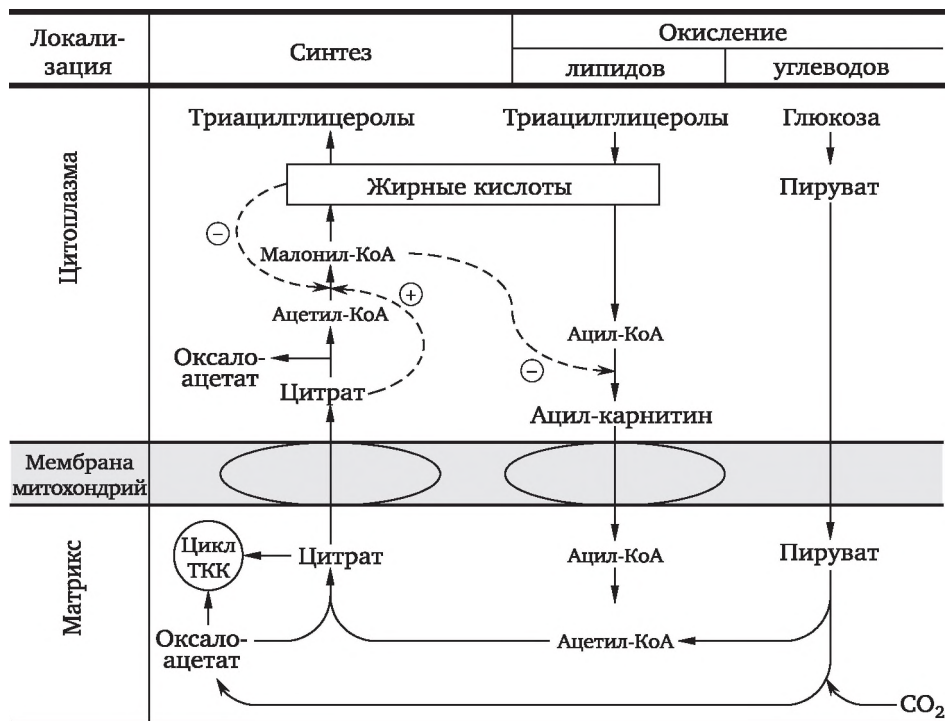 Локали-
зация
Синтез
Окисление
липидов
углеводов
Цитоплазма
Триацилглицеролы
Триацилглицеролы
Глюкоза
Жирные кислоты
Пируват
−
Малонил-КоА
+
Ацетил-КоА
Ацил-КоА
Оксало-
ацетат
−
Цитрат
Ацил-карнитин
Мембрана
митохондрий
Матрикс
Цикл
ТКК
Цитрат
Ацил-КоА
Пируват
Оксало-
ацетат
Ацетил-КоА
CO₂